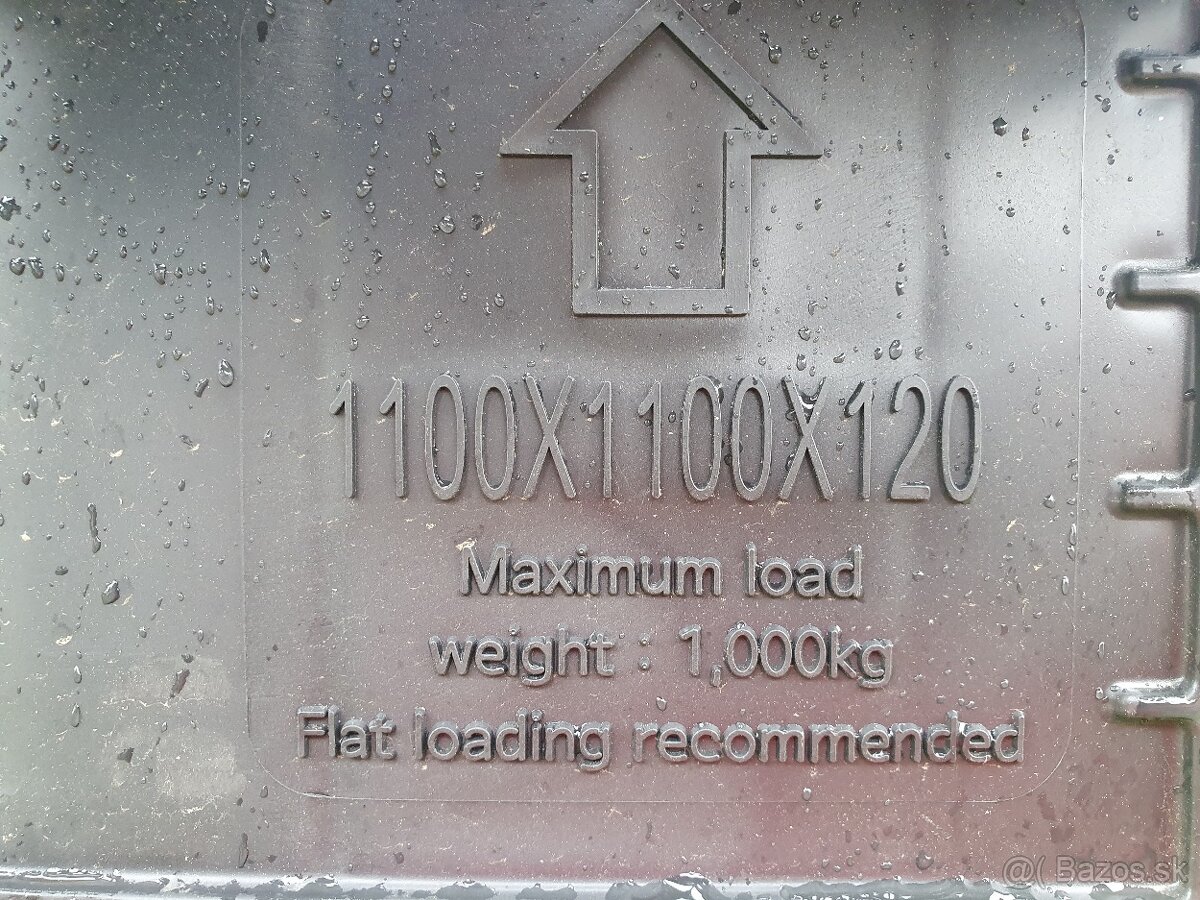 1100X1100X120
Maximum load
weight : 1,000kg
Flat loading recommended
@( Bazos.sk